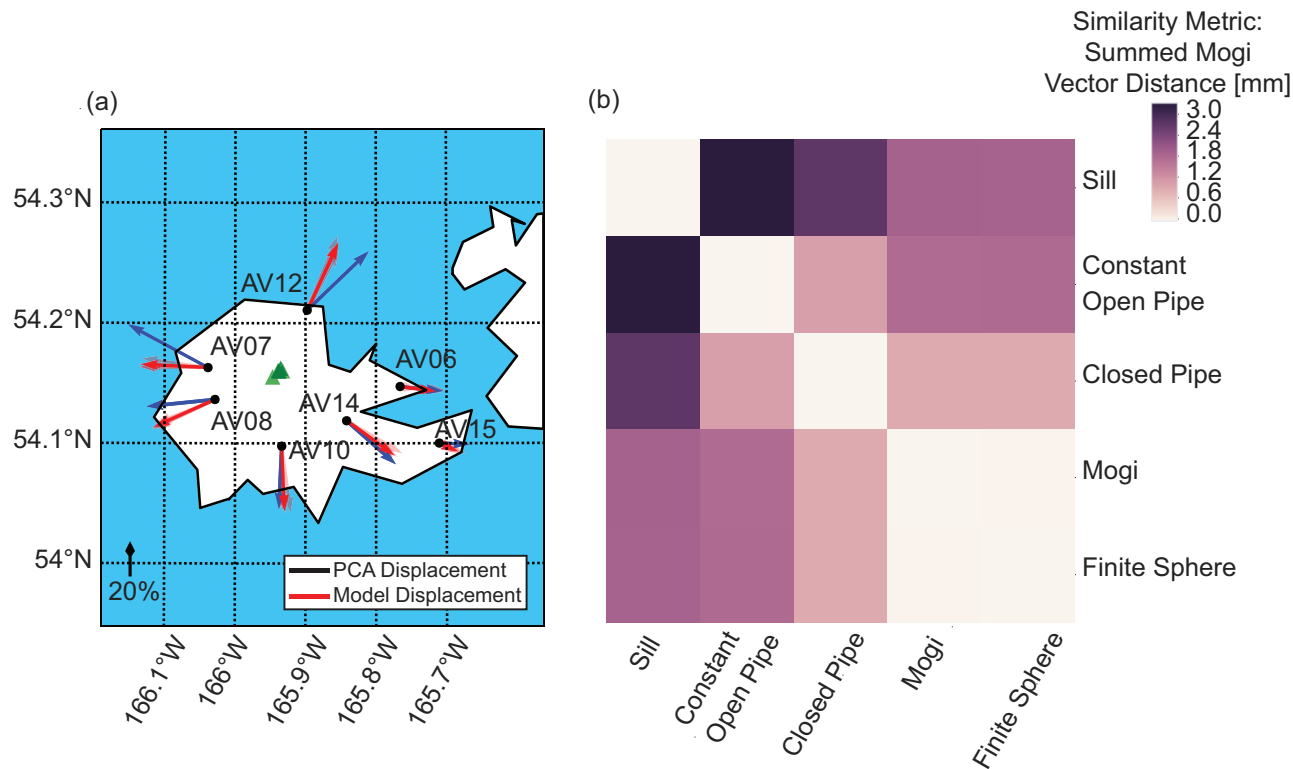 (a)
54.3°N
54.2°N
54.1°N
54°N
AV12
AV07
AV06
AV14
AV08
AV15
AV10
20%
PCA Displacement
Model Displacement
166.1°W
166°W
165.9°W
165.8°W
165.7°W
(b)
Similarity Metric:
Summed Mogi
Vector Distance [mm]
3.0
2.4
1.8
1.2
0.6
0.0
Sill
Constant
Open Pipe
Closed Pipe
Mogi
Finite Sphere
Sill
Constant
Open Pipe
Closed Pipe
Mogi
Finite Sphere